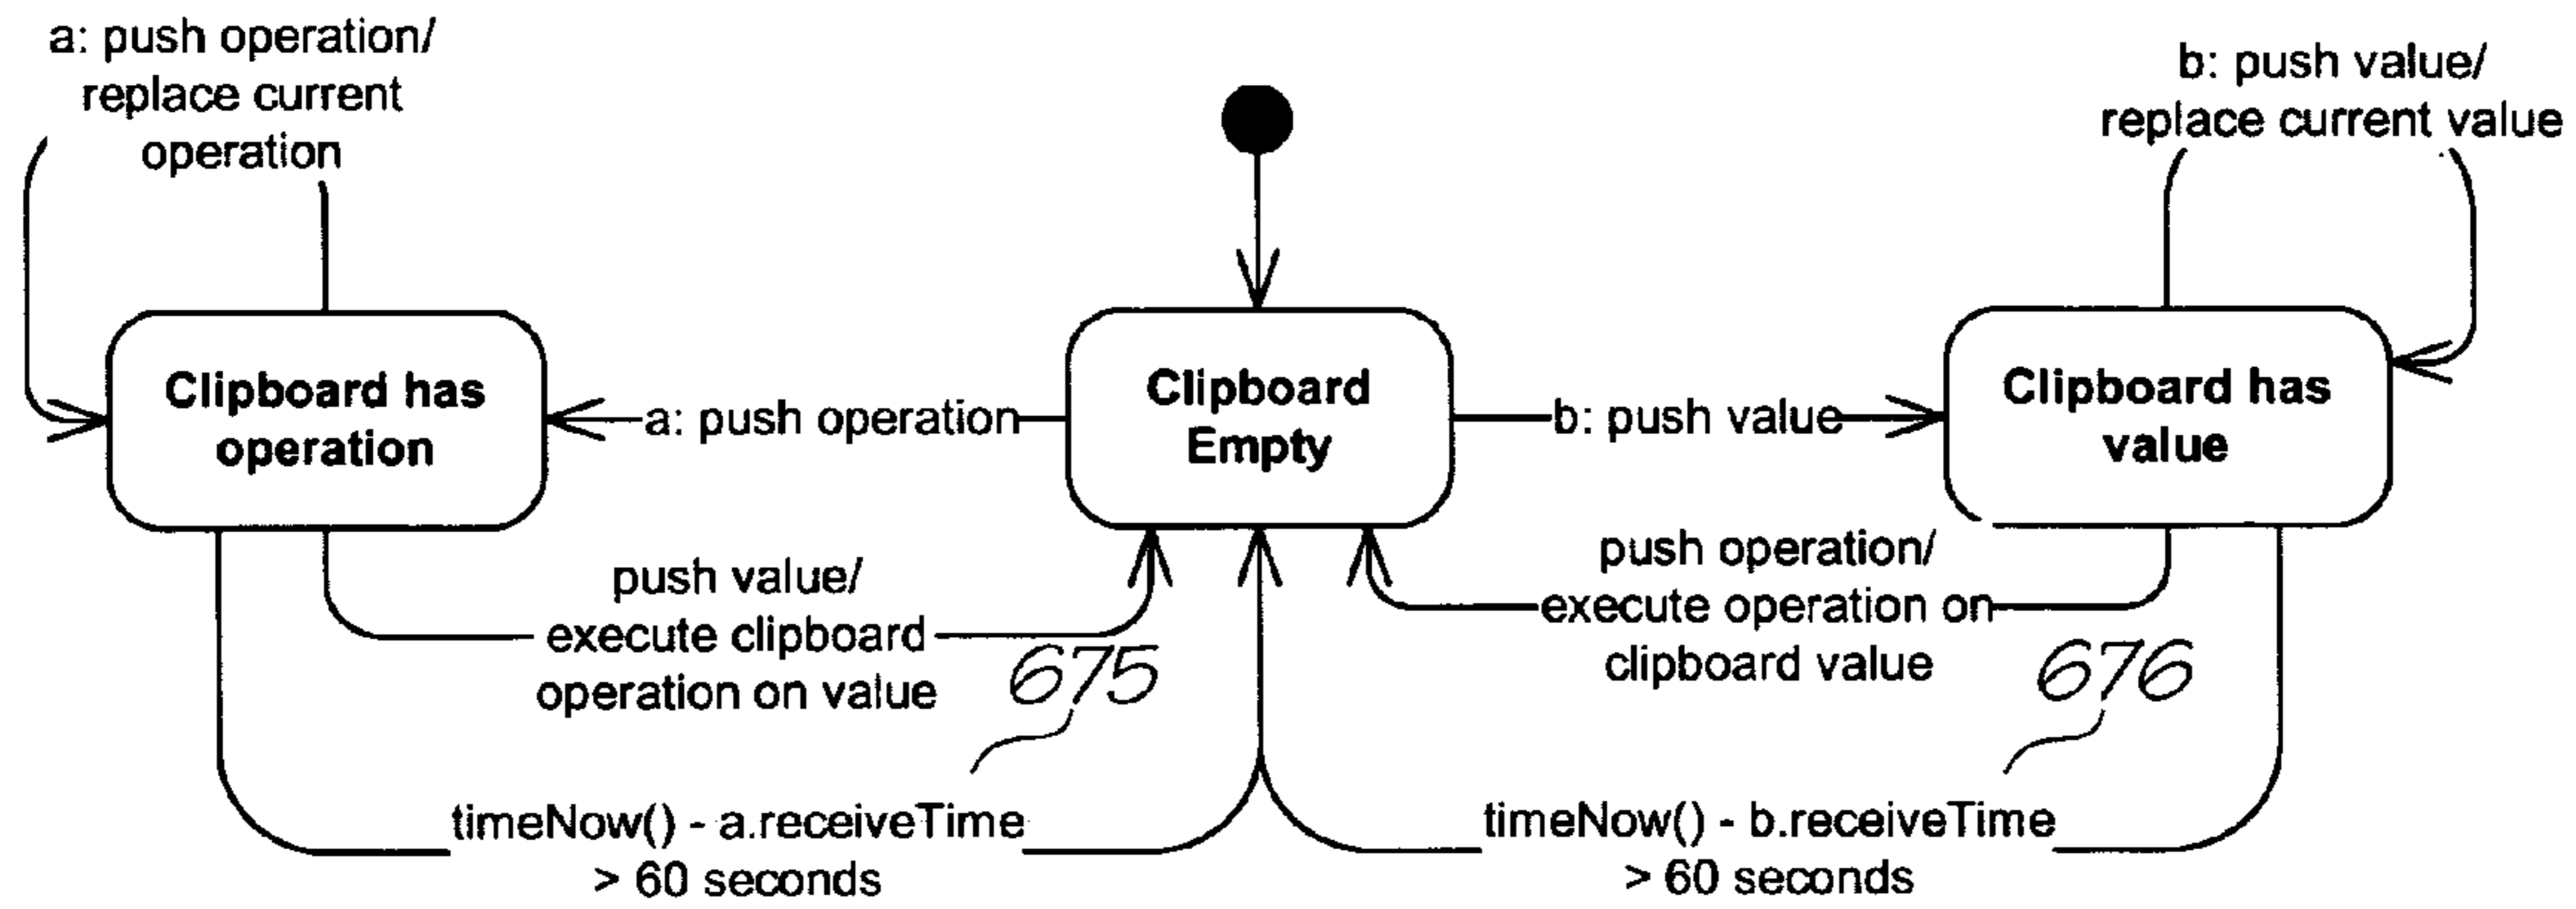 a: push operation/
replace current
operation
b: push value/
replace current value
Clipboard has
operation
a: push operation
Clipboard
Empty
b: push value
Clipboard has
value
push value/
execute clipboard
operation on value
675
push operation/
execute operation on
clipboard value
676
timeNow() - a.receiveTime
> 60 seconds
timeNow() - b.receiveTime
> 60 seconds